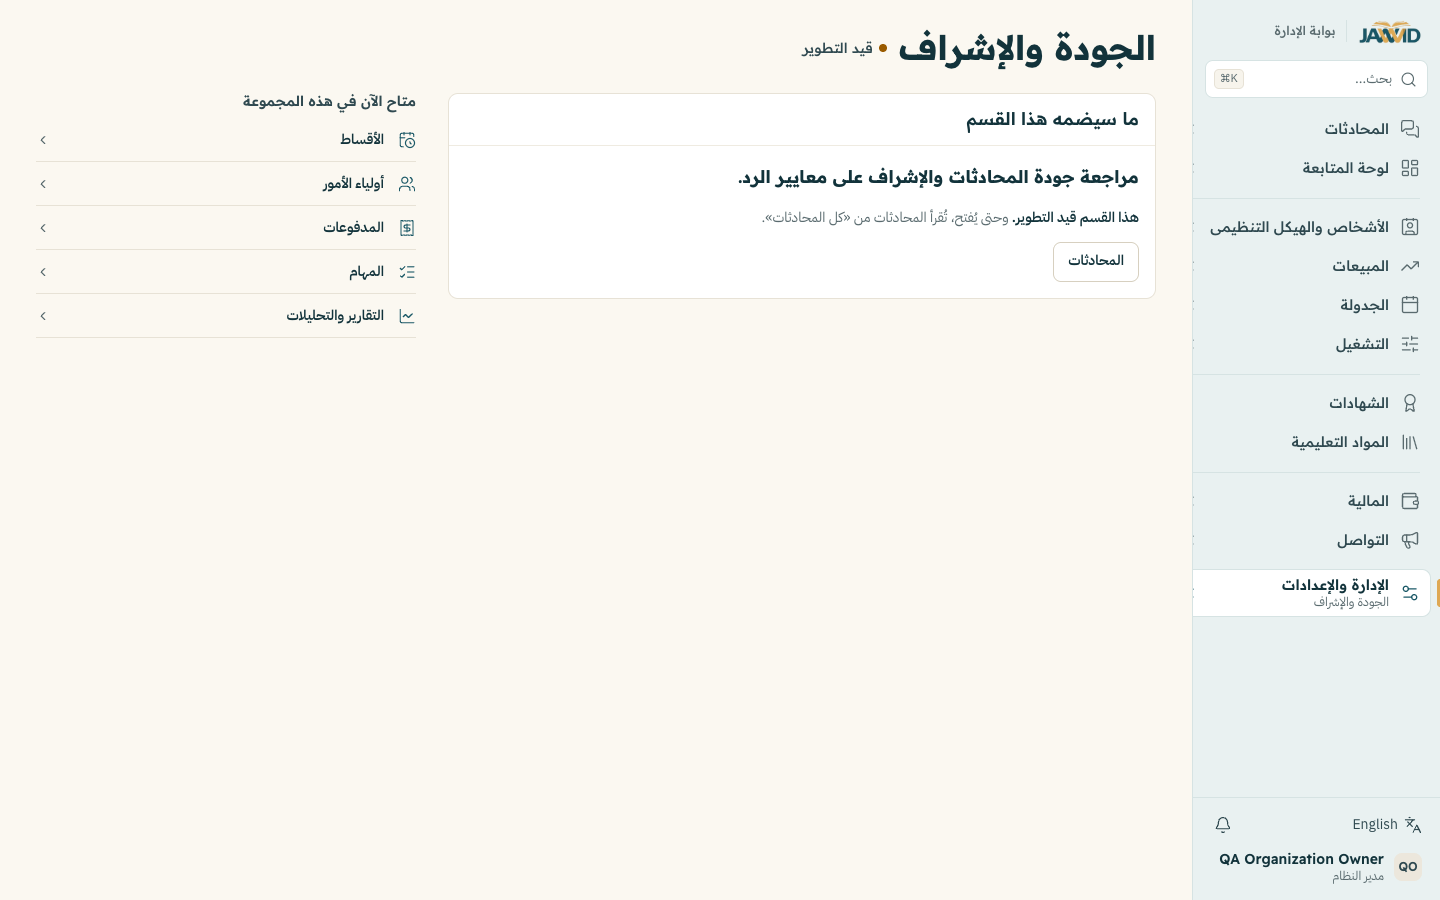 JAWWID
بوابة الإدارة
بحث...
⌘K
المحادثات
لوحة المتابعة
الأشخاص والهيكل التنظيمي
المبيعات
الجدولة
التشغيل
الشهادات
المواد التعليمية
المالية
التواصل
الإدارة والإعدادات
الجودة والإشراف
English
QA Organization Owner
مدير النظام
QO
الجودة والإشراف
قيد التطوير
ما سيضمه هذا القسم
مراجعة جودة المحادثات والإشراف على معايير الرد.
هذا القسم قيد التطوير. وحتى يُفتح، تُقرأ المحادثات من «كل المحادثات».
المحادثات
متاح الآن في هذه المجموعة
الأقساط
أولياء الأمور
المدفوعات
المهام
التقارير والتحليلات